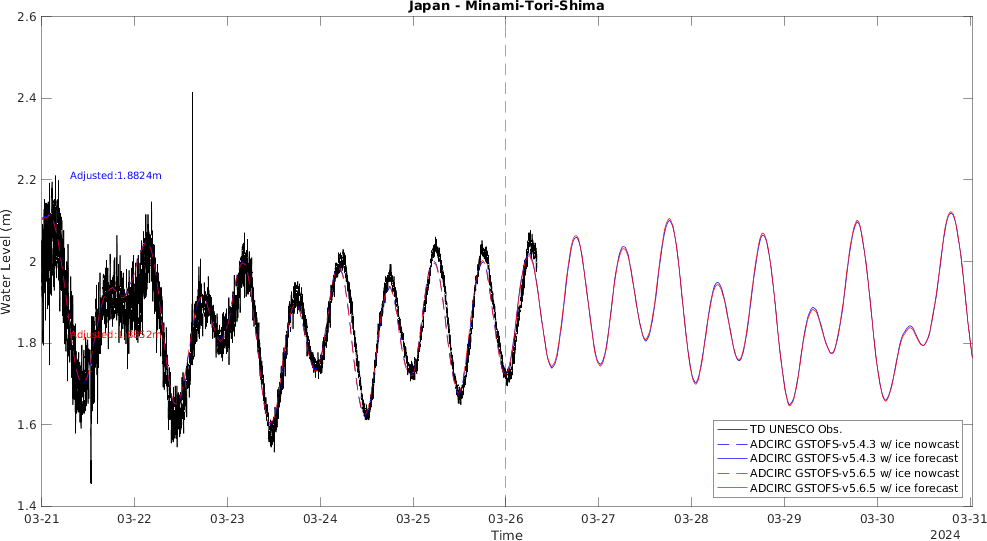 Japan - Minami-Tori-Shima
2.6
2.4
2.2
2
1.8
1.6
1.4
Water Level (m)
Adjusted:1.8824m
TD UNESCO Obs.
ADCIRC GSTOFS-v5.4.3 w/ ice nowcast
ADCIRC GSTOFS-v5.4.3 w/ ice forecast
ADCIRC GSTOFS-v5.6.5 w/ ice nowcast
ADCIRC GSTOFS-v5.6.5 w/ ice forecast
03-21 03-22 03-23 03-24 03-25 03-26 03-27 03-28 03-29 03-30 03-31
Time
2024